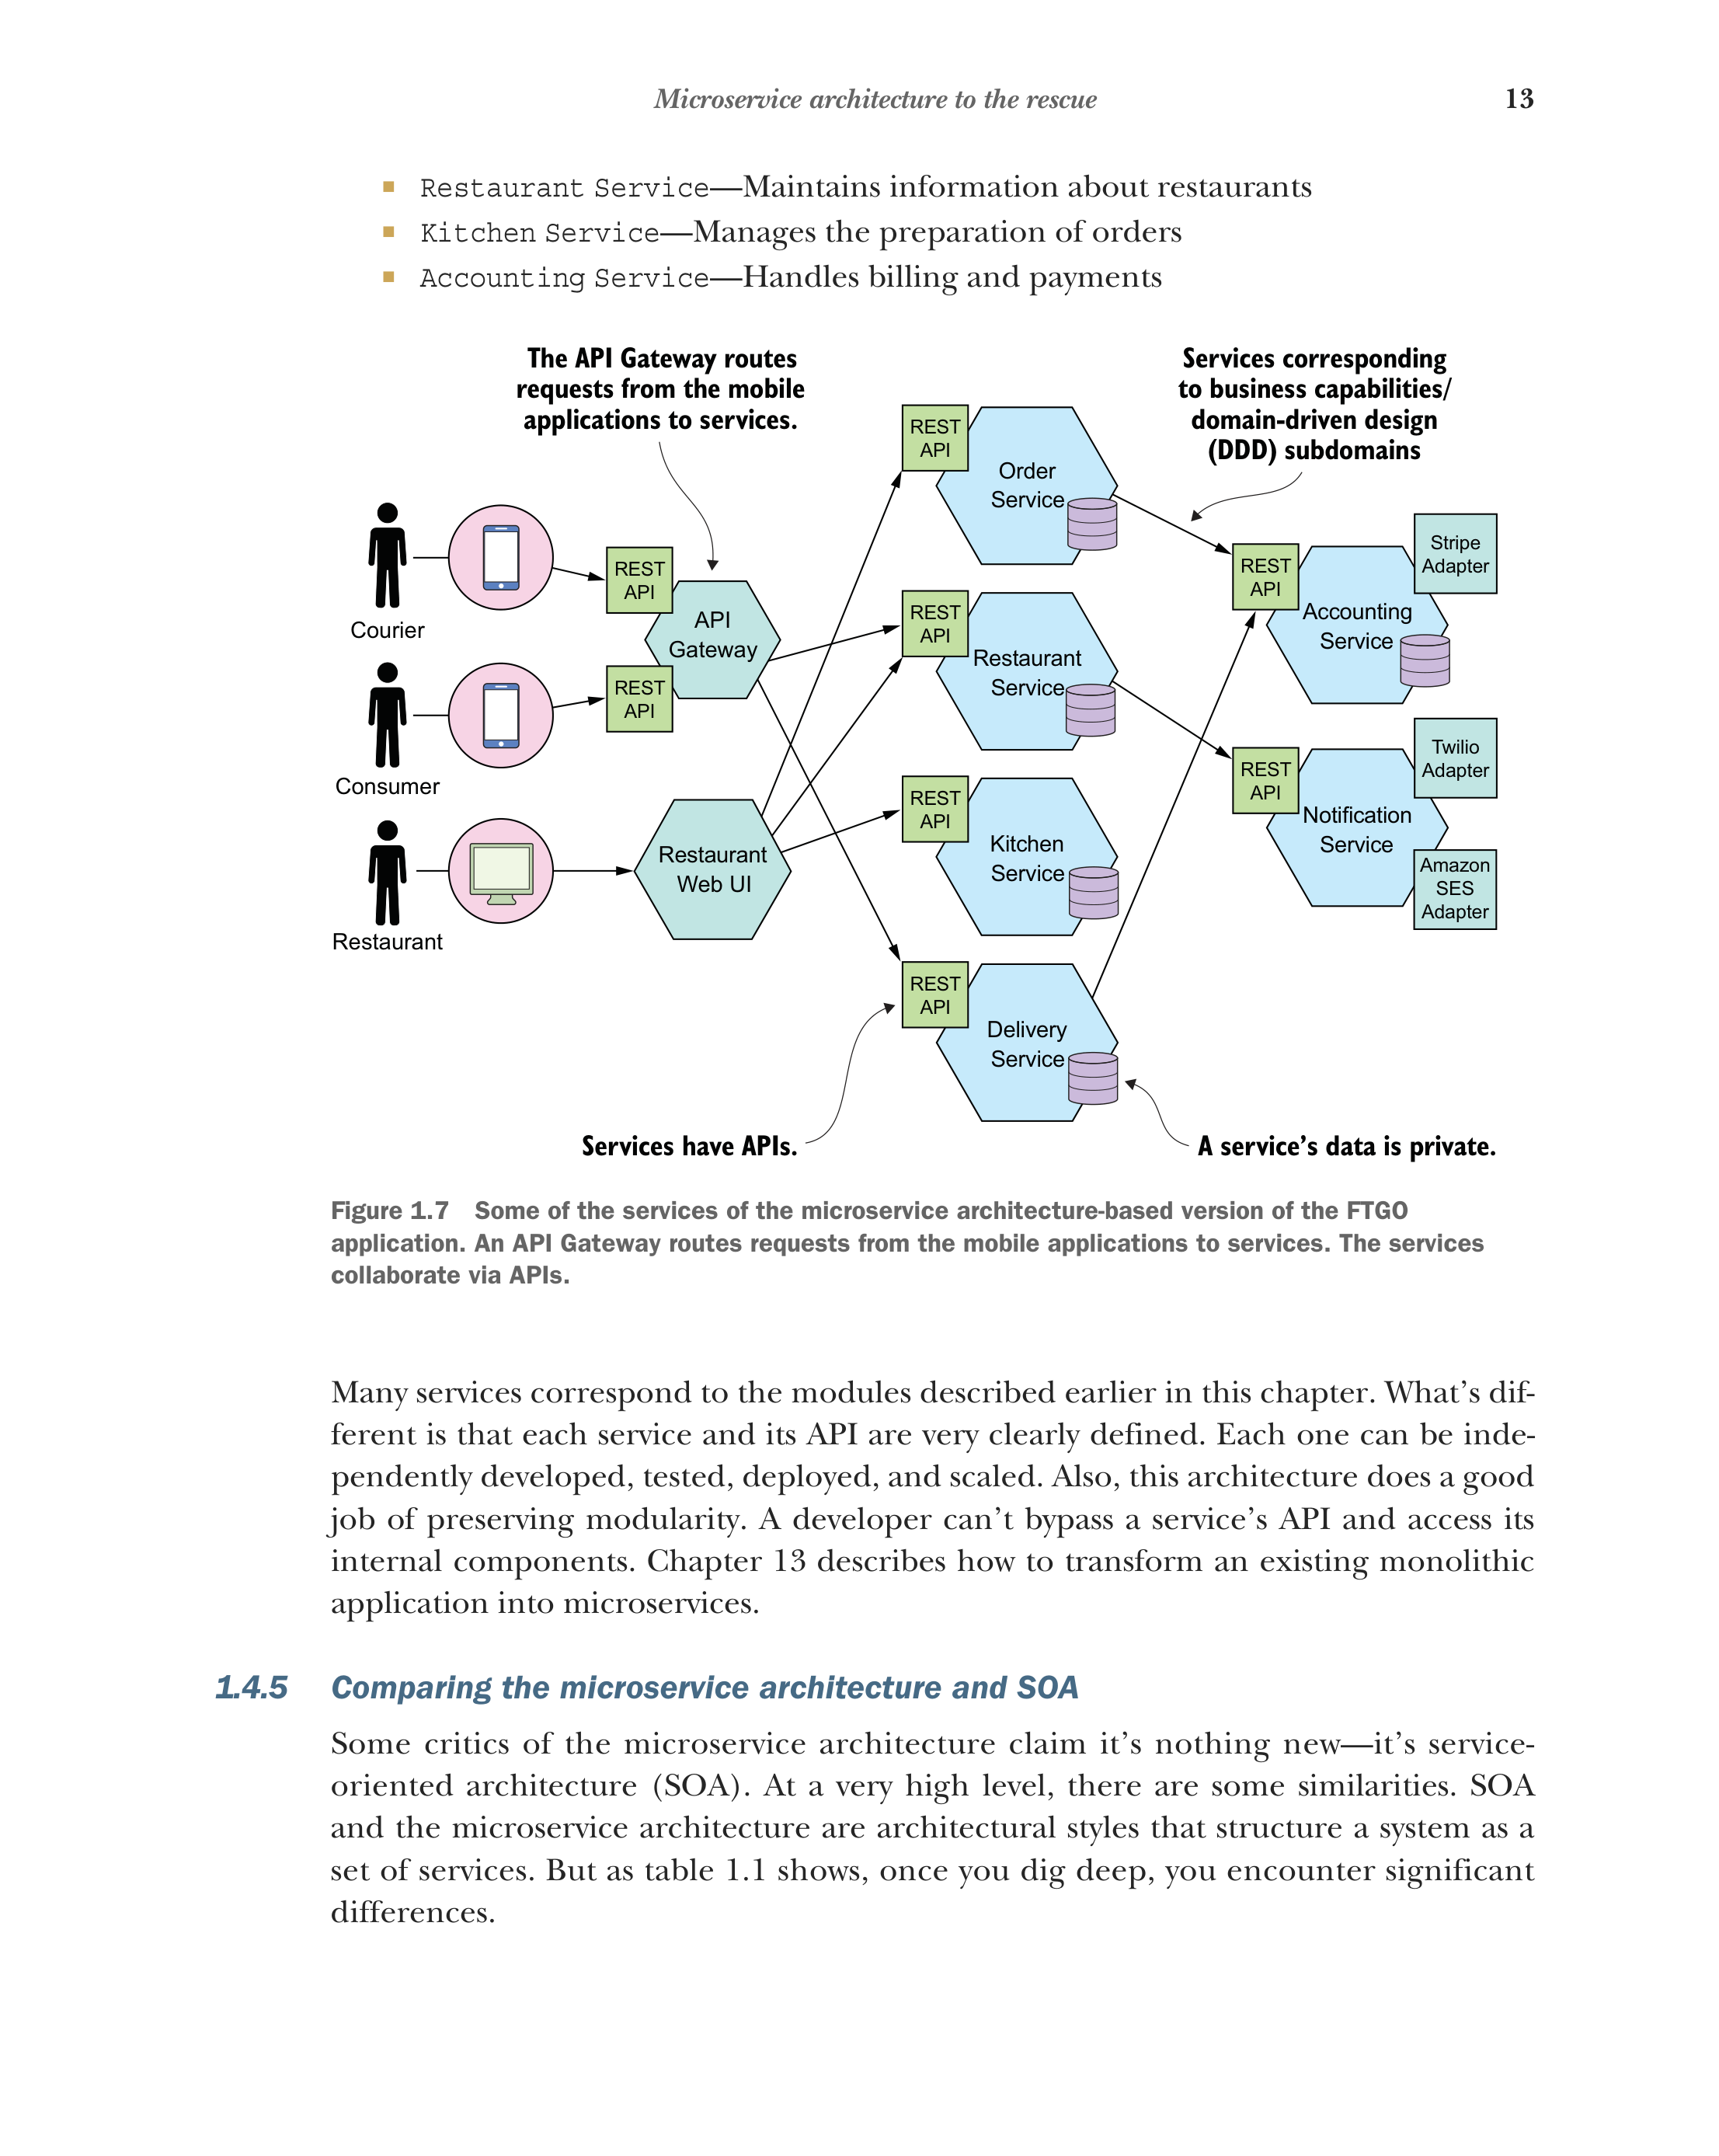 Microservice architecture to the rescue
13
■ Restaurant Service—Maintains information about restaurants
■ Kitchen Service—Manages the preparation of orders
■ Accounting Service—Handles billing and payments
The API Gateway routes
requests from the mobile
applications to services.
Services corresponding
to business capabilities/
domain-driven design
(DDD) subdomains
Courier
Consumer
Restaurant
REST
API
API
Gateway
REST
API
Restaurant
Web UI
REST
API
Order
Service
REST
API
Restaurant
Service
REST
API
Kitchen
Service
REST
API
Delivery
Service
REST
API
Accounting
Service
Stripe
Adapter
REST
API
Notification
Service
Twilio
Adapter
Amazon
SES
Adapter
Services have APIs.
A service’s data is private.
Figure 1.7 Some of the services of the microservice architecture-based version of the FTGO
application. An API Gateway routes requests from the mobile applications to services. The services
collaborate via APIs.
Many services correspond to the modules described earlier in this chapter. What’s dif-
ferent is that each service and its API are very clearly defined. Each one can be inde-
pendently developed, tested, deployed, and scaled. Also, this architecture does a good
job of preserving modularity. A developer can’t bypass a service’s API and access its
internal components. Chapter 13 describes how to transform an existing monolithic
application into microservices.
1.4.5 Comparing the microservice architecture and SOA
Some critics of the microservice architecture claim it’s nothing new—it’s service-
oriented architecture (SOA). At a very high level, there are some similarities. SOA
and the microservice architecture are architectural styles that structure a system as a
set of services. But as table 1.1 shows, once you dig deep, you encounter significant
differences.